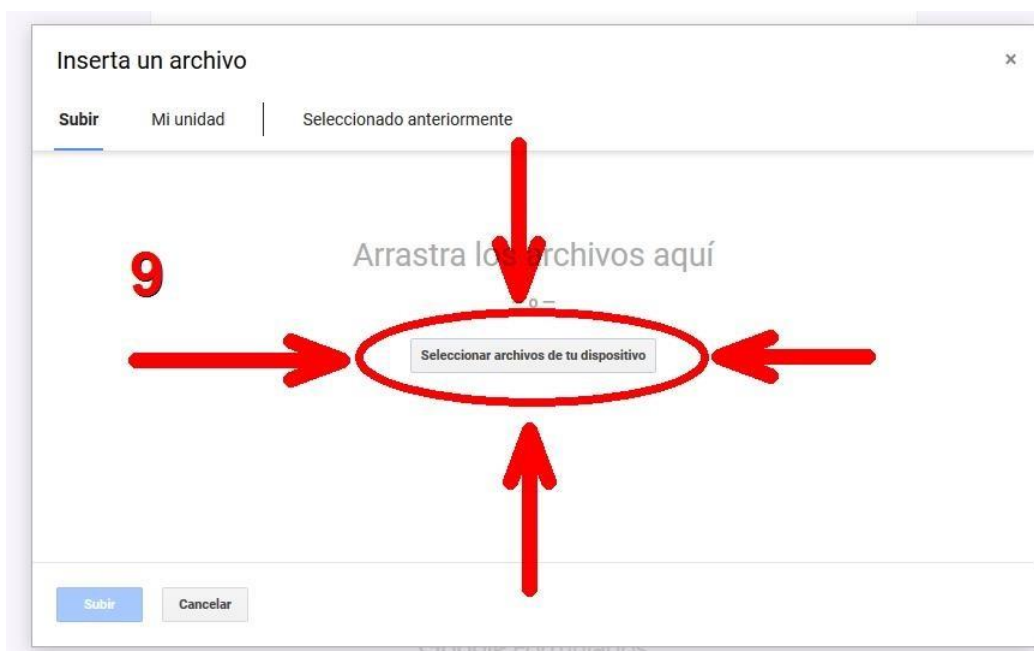 Inserta un archivo ×
Subir Mi unidad Seleccionado anteriormente
Arrastra los archivos aquí
9
o —
Seleccionar archivos de tu dispositivo
Subir Cancelar